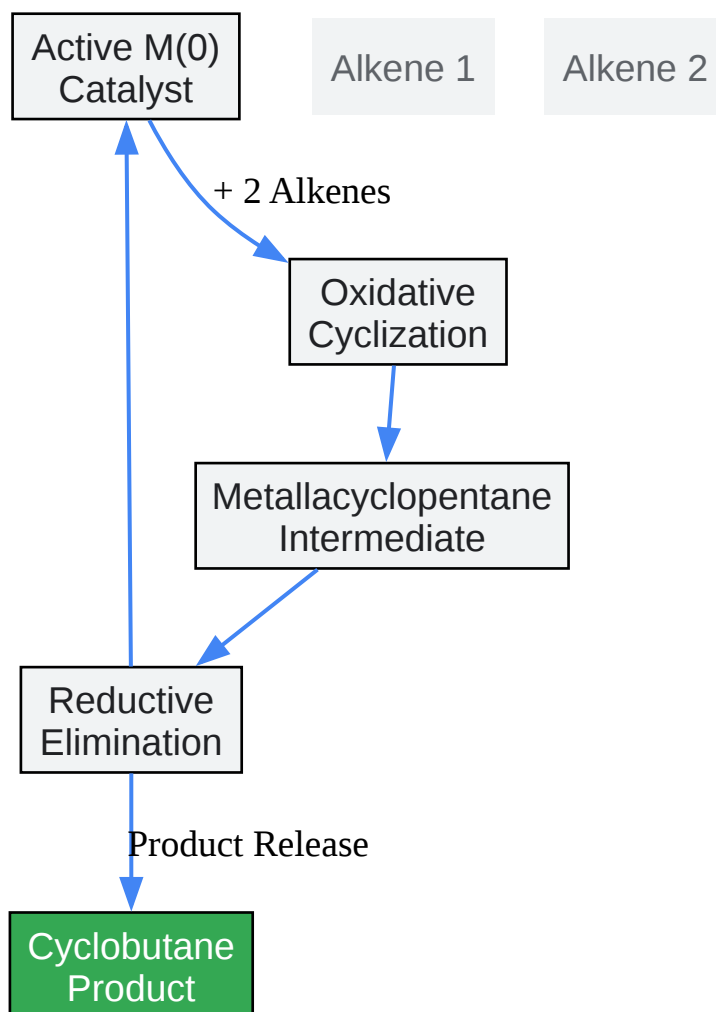 Active M(0)
Catalyst
Alkene 1
Alkene 2
+ 2 Alkenes
Oxidative
Cyclization
Metallacyclopentane
Intermediate
Reductive
Elimination
Product Release
Cyclobutane
Product